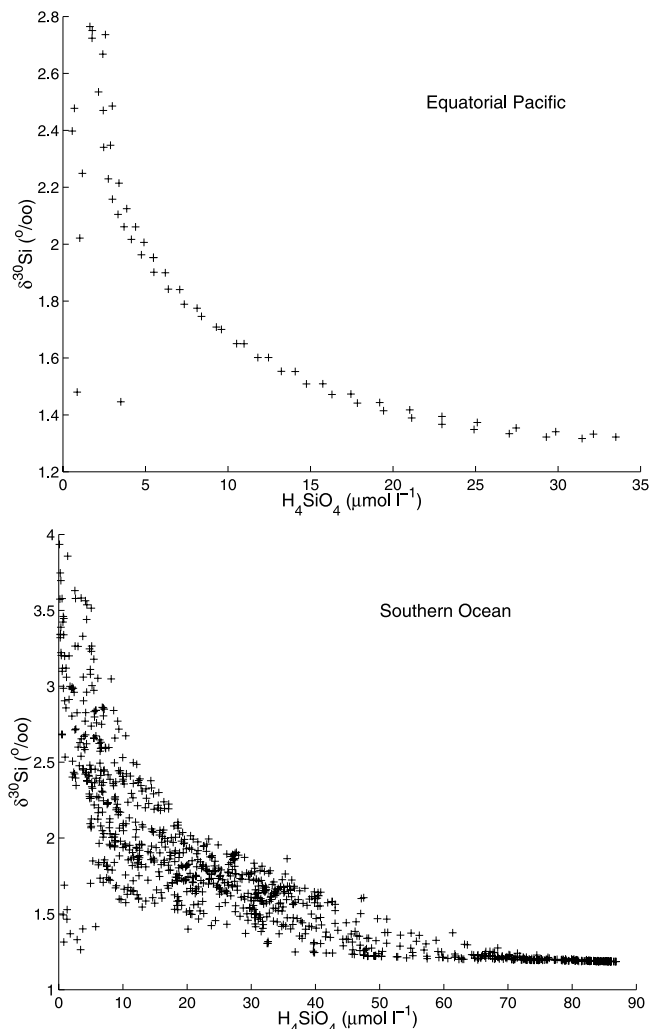 2.8
2.6
2.4
2.2
2
1.8
1.6
1.4
1.2
δ³⁰Si (⁰/oo)
Equatorial Pacific
0 5 10 15 20 25 30 35
H₄SiO₄ (μmol l⁻¹)
4
3.5
3
2.5
2
1.5
1
δ³⁰Si (⁰/oo)
Southern Ocean
0 10 20 30 40 50 60 70 80 90
H₄SiO₄ (μmol l⁻¹)